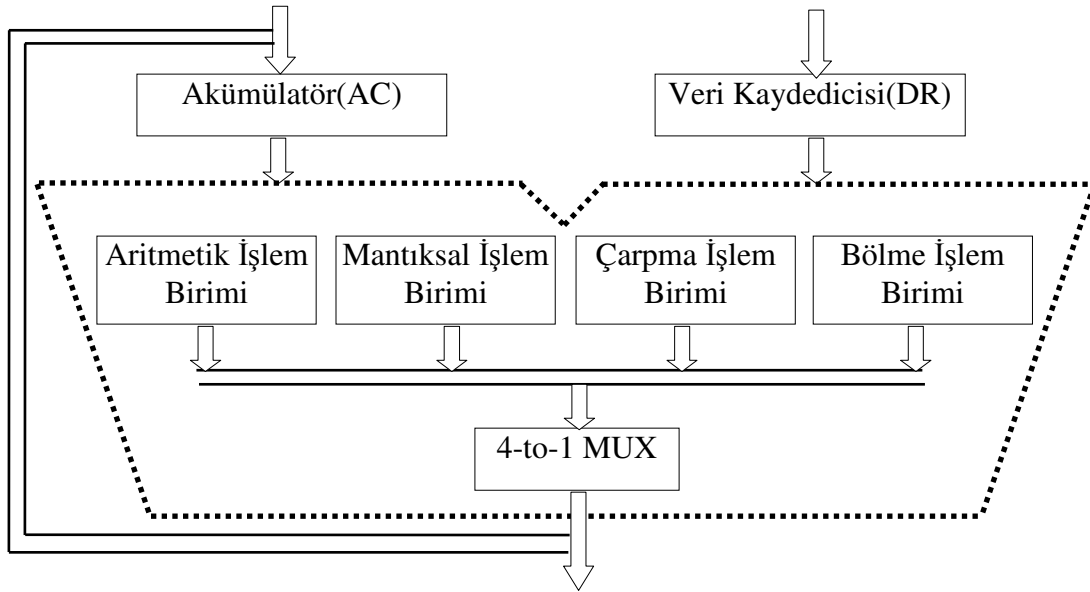 Akümülatör(AC)
Veri Kaydedicisi(DR)
Aritmetik İşlem
Birimi
Mantıksal İşlem
Birimi
Çarpma İşlem
Birimi
Bölme İşlem
Birimi
4-to-1 MUX